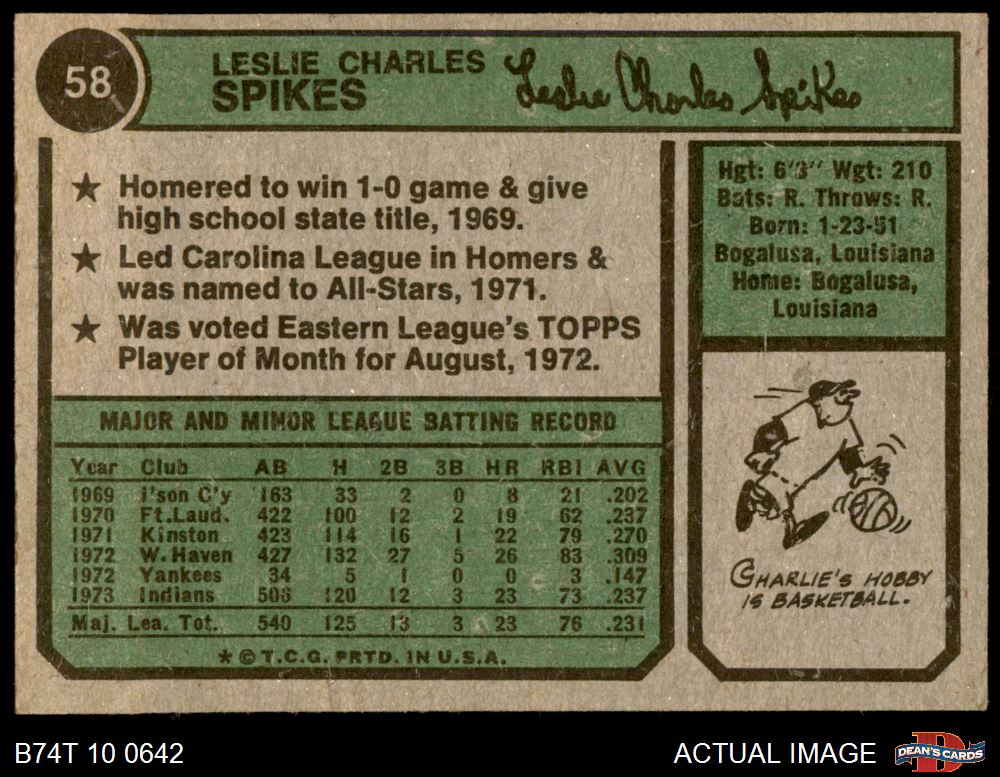 58
LESLIE CHARLES
SPIKES
Leslie Charles Spikes
★ Homered to win 1-0 game & give
high school state title, 1969.
★ Led Carolina League in Homers &
was named to All-Stars, 1971.
★ Was voted Eastern League's TOPPS
Player of Month for August, 1972.
Hgt: 6'3" Wgt: 210
Bats: R. Throws: R.
Born: 1-23-51
Bogalusa, Louisiana
Home: Bogalusa,
Louisiana
MAJOR AND MINOR LEAGUE BATTING RECORD
Year Club AB H 2B 3B HR RBI AVG
1969 J'son C'y 163 33 2 0 8 21 .202
1970 Ft.Laud. 422 100 12 2 19 62 .237
1971 Kinston 423 114 16 1 22 79 .270
1972 W. Haven 427 132 27 5 26 83 .309
1972 Yankees 34 5 1 0 0 3 .147
1973 Indians 506 120 12 3 23 73 .237
Maj. Lea. Tot. 540 125 13 3 23 76 .231
★ © T.C.G. PRTD. IN U.S.A.
CHARLIE'S HOBBY
IS BASKETBALL.
B74T 10 0642
ACTUAL IMAGE
D
DEAN'S CARDS